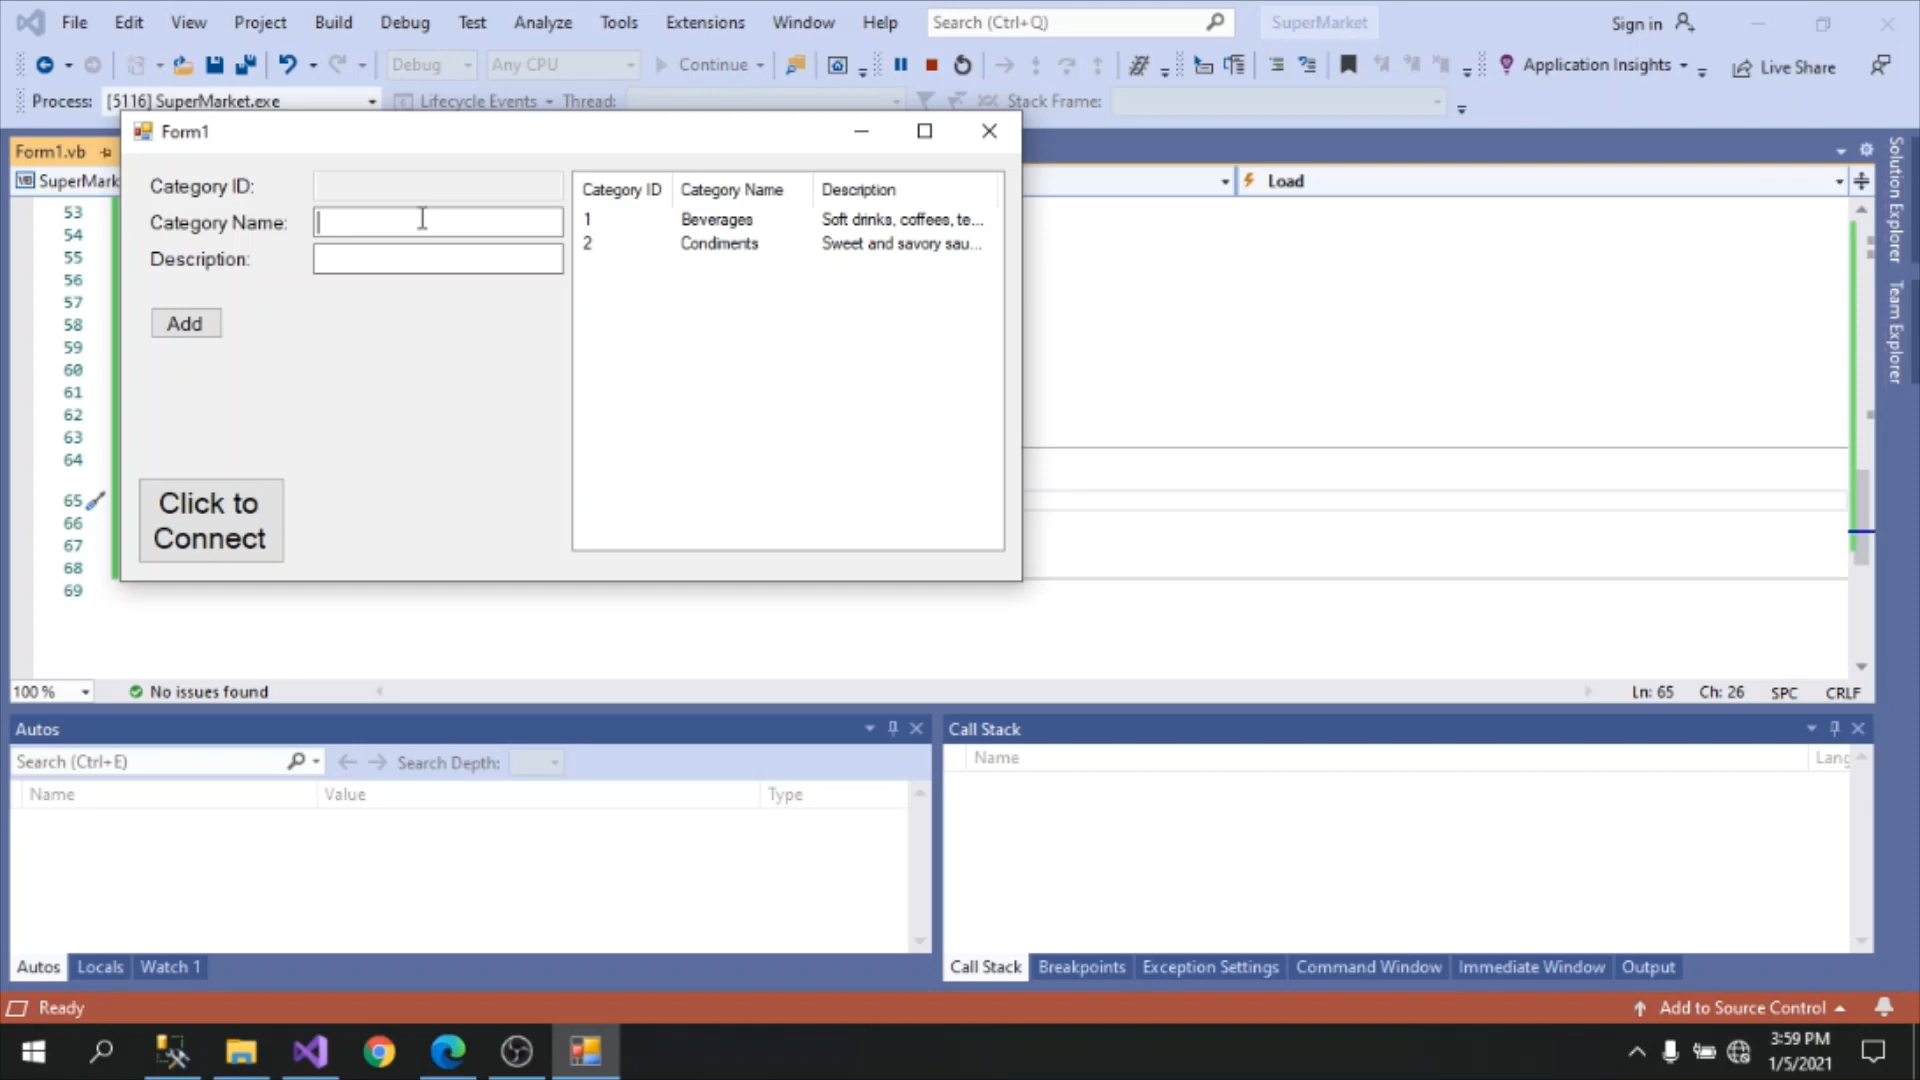 File Edit View Project Build Debug Test Analyze Tools Extensions Window Help Search (Ctrl+Q) SuperMarket Sign in
Debug Any CPU Continue Application Insights Live Share
Process: [5116] SuperMarket.exe Lifecycle Events Thread: Stack Frame:
Form1
Form1.vb
SuperMark
Load
Category ID:
Category Name:
Description:
Add
Click to
Connect
Category ID Category Name Description
1 Beverages Soft drinks, coffees, te...
2 Condiments Sweet and savory sau...
53
54
55
56
57
58
59
60
61
62
63
64
65
66
67
68
69
Solution Explorer
Team Explorer
100 % No issues found Ln: 65 Ch: 26 SPC CRLF
Autos
Search (Ctrl+E) Search Depth:
Name Value Type
Autos Locals Watch 1
Call Stack
Name Lang
Call Stack Breakpoints Exception Settings Command Window Immediate Window Output
Ready Add to Source Control
3:59 PM
1/5/2021